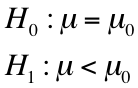 H₀ : μ = μ₀
H₁ : μ < μ₀